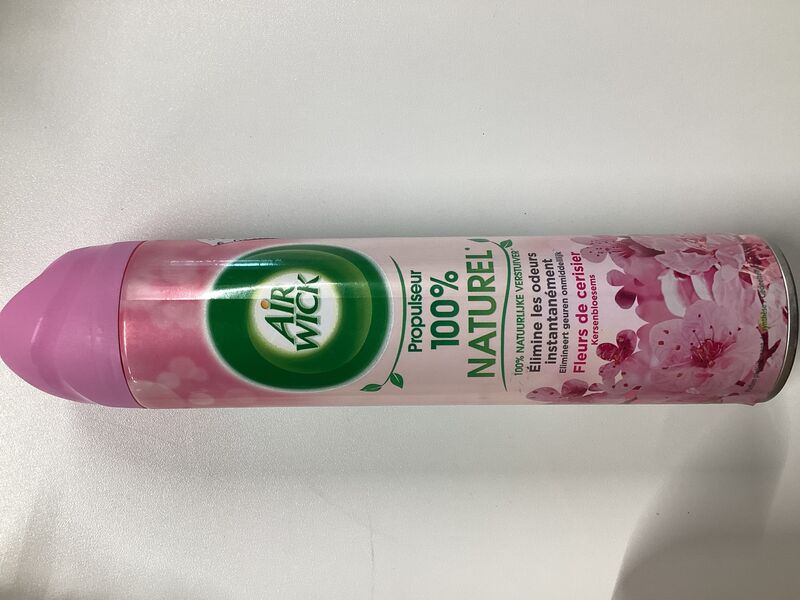 AIR
WICK
Propulseur
100%
NATUREL*
100% NATUURLIJKE VERSTUIVER*
Élimine les odeurs
instantanément
Elimineert geuren onmiddellijk
Fleurs de cerisier
Kersenbloesems